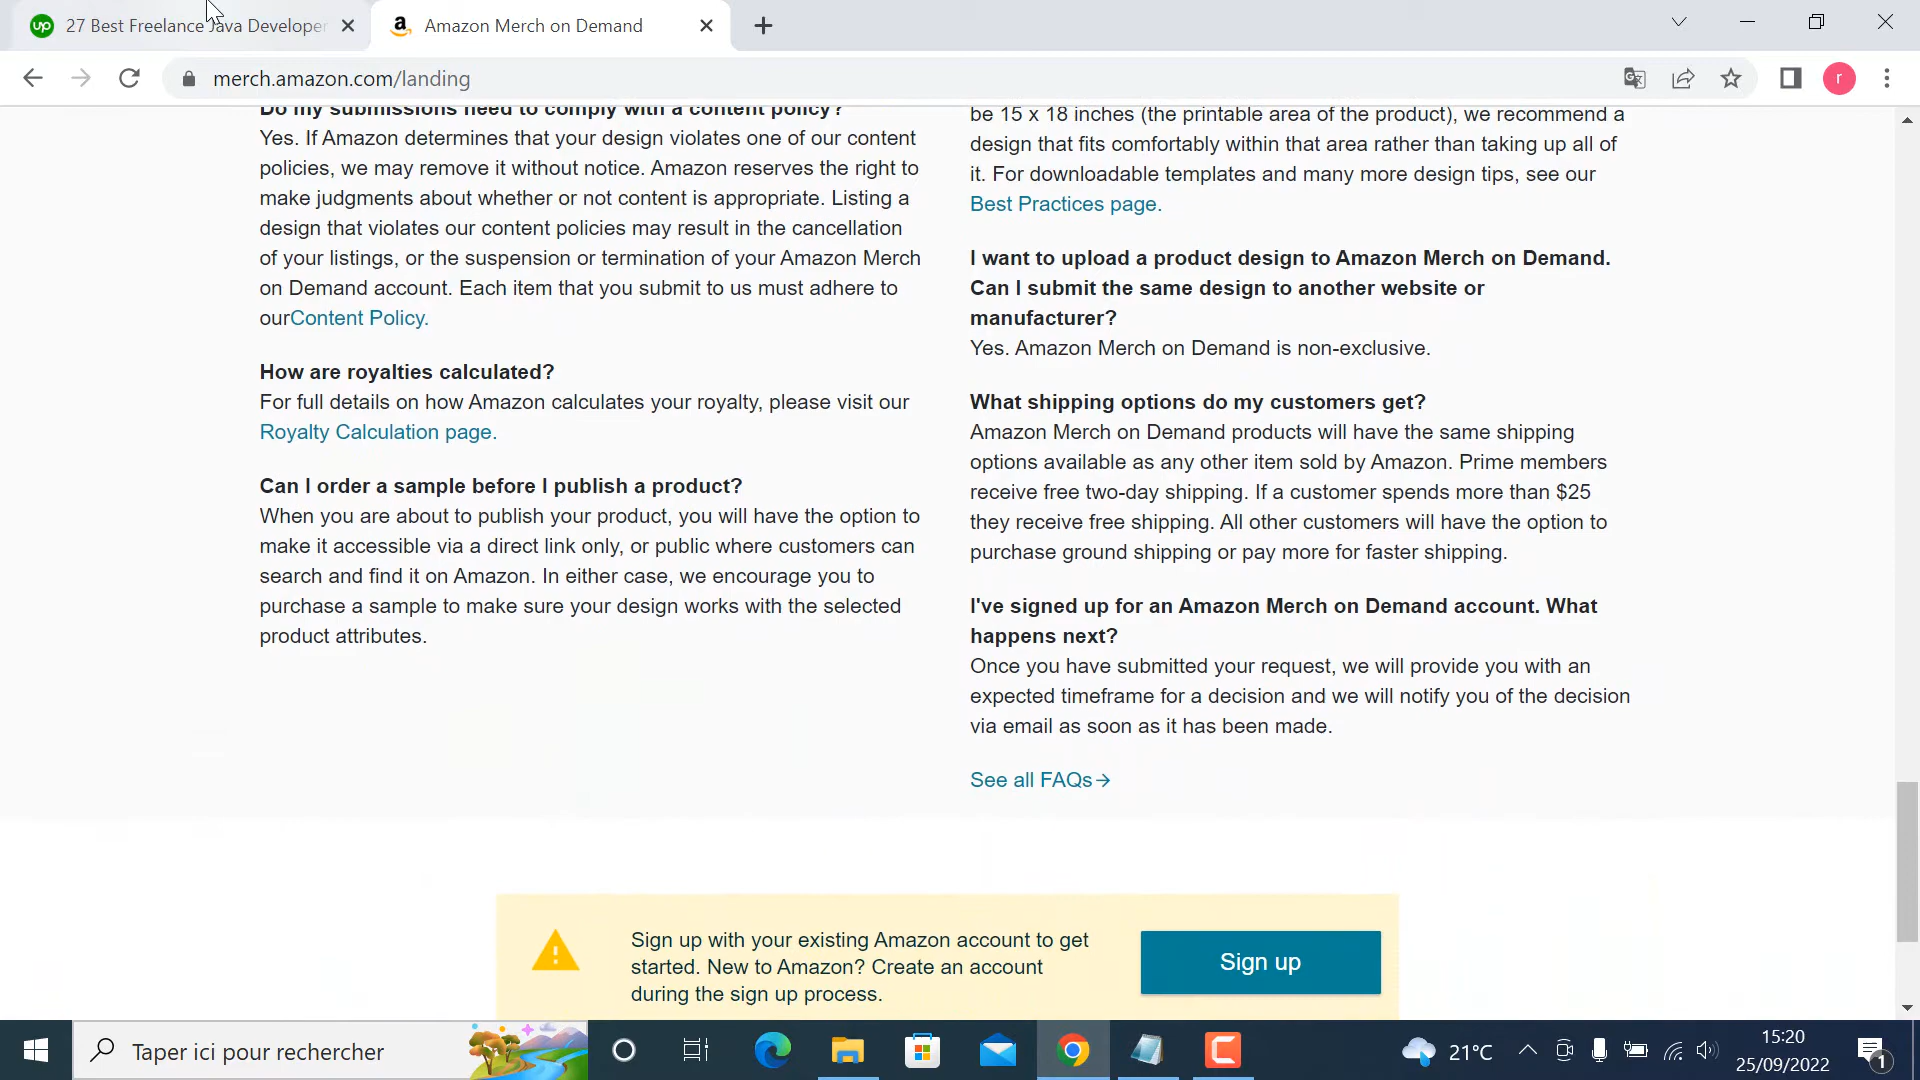 up 27 Best Freelance Java Developer
Amazon Merch on Demand
merch.amazon.com/landing
r
Do my submissions need to comply with a content policy?
Yes. If Amazon determines that your design violates one of our content
policies, we may remove it without notice. Amazon reserves the right to
make judgments about whether or not content is appropriate. Listing a
design that violates our content policies may result in the cancellation
of your listings, or the suspension or termination of your Amazon Merch
on Demand account. Each item that you submit to us must adhere to
ourContent Policy.
How are royalties calculated?
For full details on how Amazon calculates your royalty, please visit our
Royalty Calculation page.
Can I order a sample before I publish a product?
When you are about to publish your product, you will have the option to
make it accessible via a direct link only, or public where customers can
search and find it on Amazon. In either case, we encourage you to
purchase a sample to make sure your design works with the selected
product attributes.
be 15 x 18 inches (the printable area of the product), we recommend a
design that fits comfortably within that area rather than taking up all of
it. For downloadable templates and many more design tips, see our
Best Practices page.
I want to upload a product design to Amazon Merch on Demand.
Can I submit the same design to another website or
manufacturer?
Yes. Amazon Merch on Demand is non-exclusive.
What shipping options do my customers get?
Amazon Merch on Demand products will have the same shipping
options available as any other item sold by Amazon. Prime members
receive free two-day shipping. If a customer spends more than $25
they receive free shipping. All other customers will have the option to
purchase ground shipping or pay more for faster shipping.
I've signed up for an Amazon Merch on Demand account. What
happens next?
Once you have submitted your request, we will provide you with an
expected timeframe for a decision and we will notify you of the decision
via email as soon as it has been made.
See all FAQs→
Sign up with your existing Amazon account to get
started. New to Amazon? Create an account
during the sign up process.
Sign up
Taper ici pour rechercher
21°C
15:20
25/09/2022
1